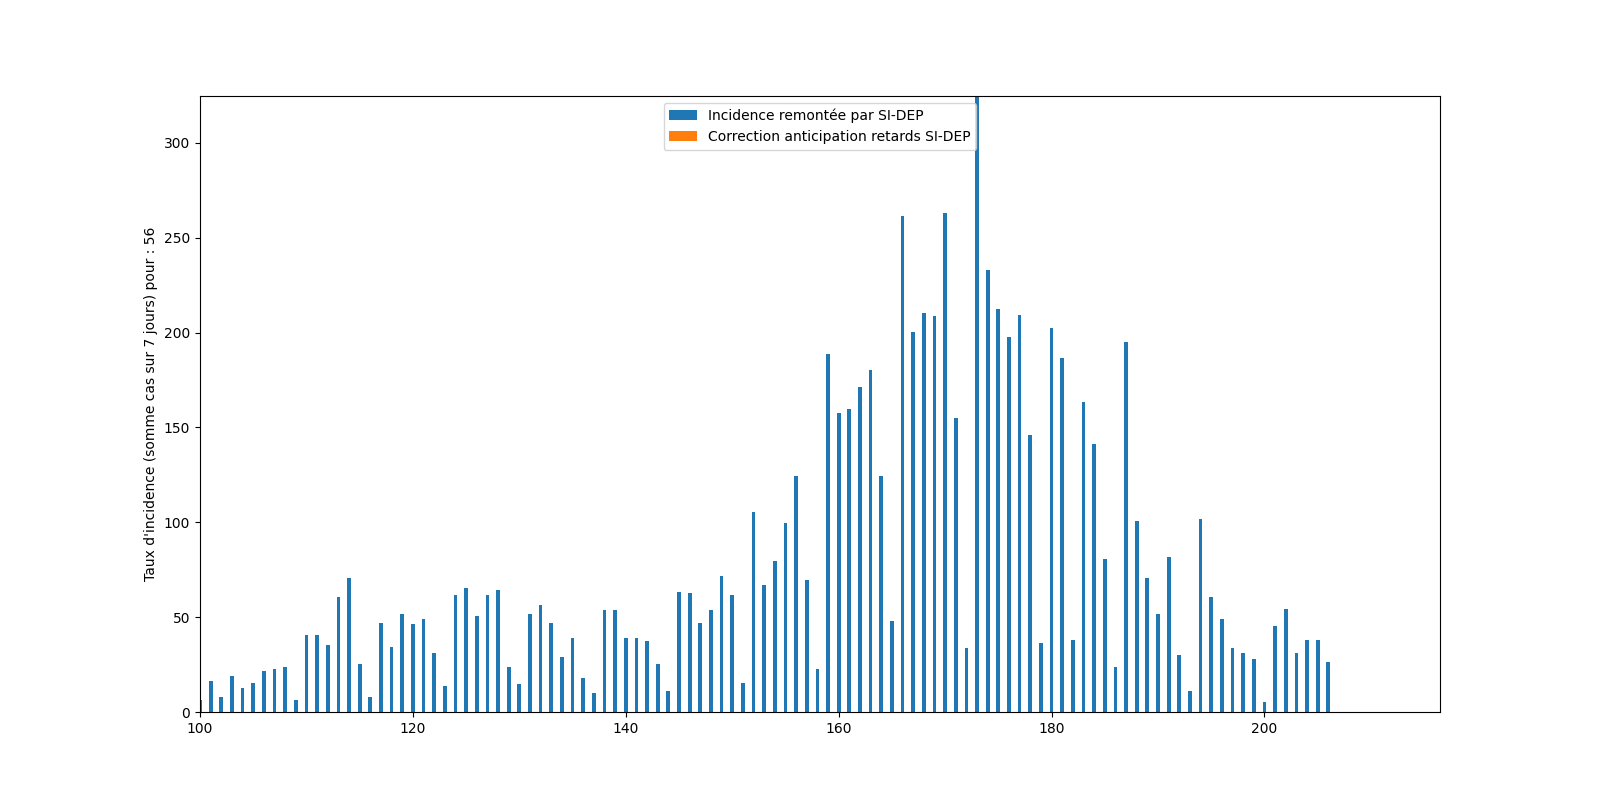 Incidence remontée par SI-DEP
Correction anticipation retards SI-DEP
Taux d'incidence (somme cas sur 7 jours) pour : 56
300
250
200
150
100
50
0
100 120 140 160 180 200